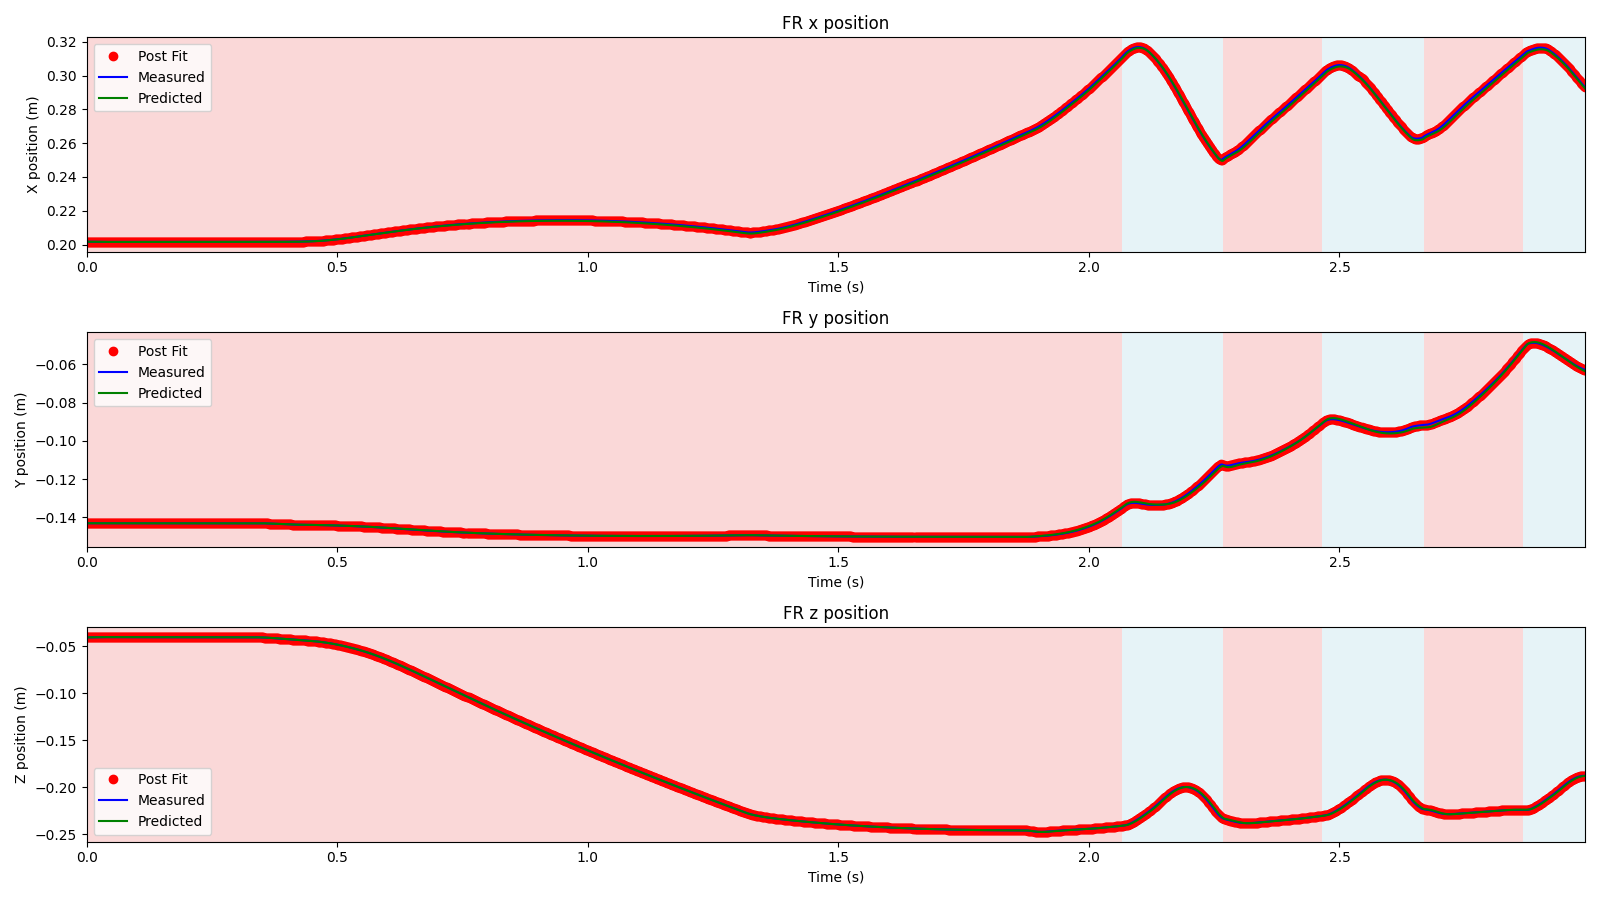 FR x position
X position (m)
0.32
0.30
0.28
0.26
0.24
0.22
0.20
Post Fit
Measured
Predicted
0.0 0.5 1.0 1.5 2.0 2.5
Time (s)
FR y position
Y position (m)
−0.06
−0.08
−0.10
−0.12
−0.14
Post Fit
Measured
Predicted
0.0 0.5 1.0 1.5 2.0 2.5
Time (s)
FR z position
Z position (m)
−0.05
−0.10
−0.15
−0.20
−0.25
Post Fit
Measured
Predicted
0.0 0.5 1.0 1.5 2.0 2.5
Time (s)